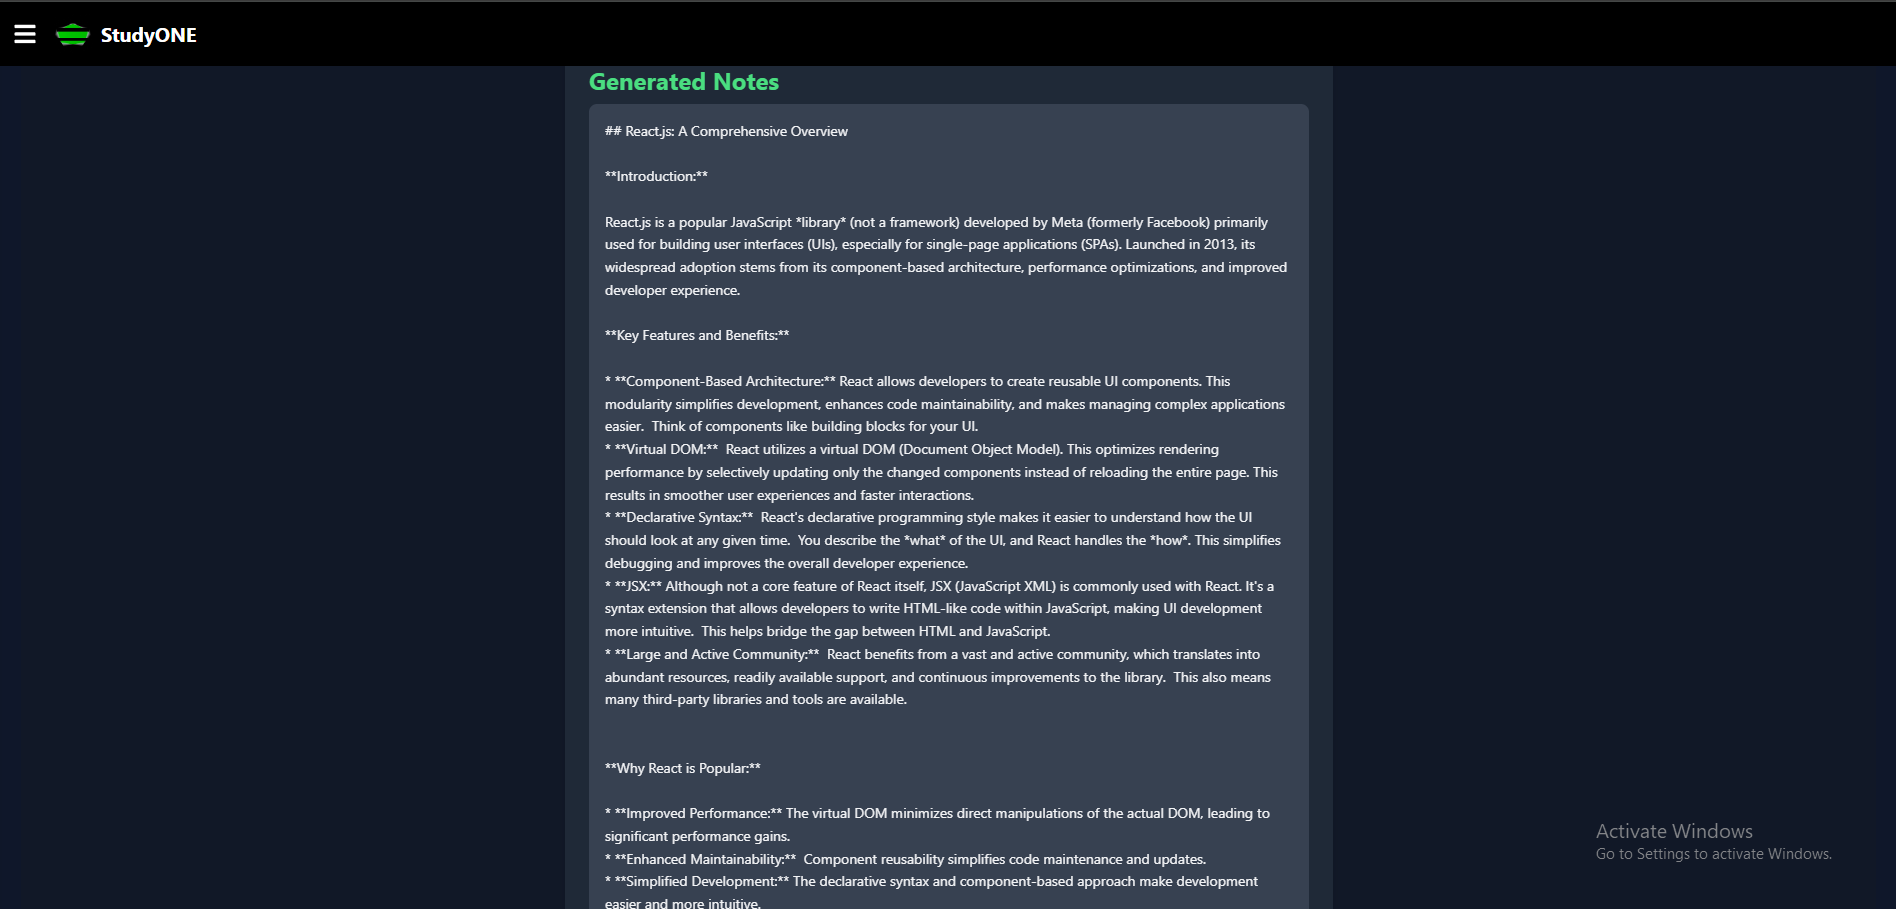 StudyONE
Generated Notes
## React.js: A Comprehensive Overview
**Introduction:**
React.js is a popular JavaScript *library* (not a framework) developed by Meta (formerly Facebook) primarily
used for building user interfaces (UIs), especially for single-page applications (SPAs). Launched in 2013, its
widespread adoption stems from its component-based architecture, performance optimizations, and improved
developer experience.
**Key Features and Benefits:**
* **Component-Based Architecture:** React allows developers to create reusable UI components. This
modularity simplifies development, enhances code maintainability, and makes managing complex applications
easier.  Think of components like building blocks for your UI.
* **Virtual DOM:**  React utilizes a virtual DOM (Document Object Model). This optimizes rendering
performance by selectively updating only the changed components instead of reloading the entire page. This
results in smoother user experiences and faster interactions.
* **Declarative Syntax:**  React's declarative programming style makes it easier to understand how the UI
should look at any given time.  You describe the *what* of the UI, and React handles the *how*. This simplifies
debugging and improves the overall developer experience.
* **JSX:** Although not a core feature of React itself, JSX (JavaScript XML) is commonly used with React. It's a
syntax extension that allows developers to write HTML-like code within JavaScript, making UI development
more intuitive.  This helps bridge the gap between HTML and JavaScript.
* **Large and Active Community:**  React benefits from a vast and active community, which translates into
abundant resources, readily available support, and continuous improvements to the library.  This also means
many third-party libraries and tools are available.
**Why React is Popular:**
* **Improved Performance:** The virtual DOM minimizes direct manipulations of the actual DOM, leading to
significant performance gains.
* **Enhanced Maintainability:**  Component reusability simplifies code maintenance and updates.
* **Simplified Development:** The declarative syntax and component-based approach make development
easier and more intuitive.
Activate Windows
Go to Settings to activate Windows.